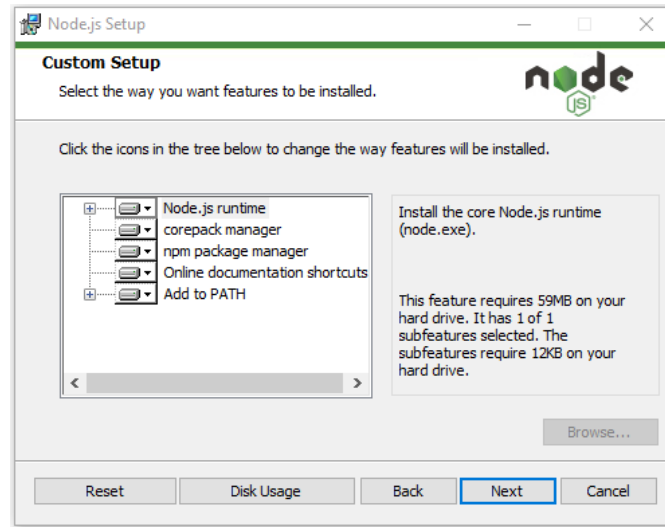 Node.js Setup
Custom Setup
Select the way you want features to be installed.
node
JS
Click the icons in the tree below to change the way features will be installed.
Node.js runtime
corepack manager
npm package manager
Online documentation shortcuts
Add to PATH
Install the core Node.js runtime
(node.exe).
This feature requires 59MB on your
hard drive. It has 1 of 1
subfeatures selected. The
subfeatures require 12KB on your
hard drive.
Browse...
Reset
Disk Usage
Back
Next
Cancel